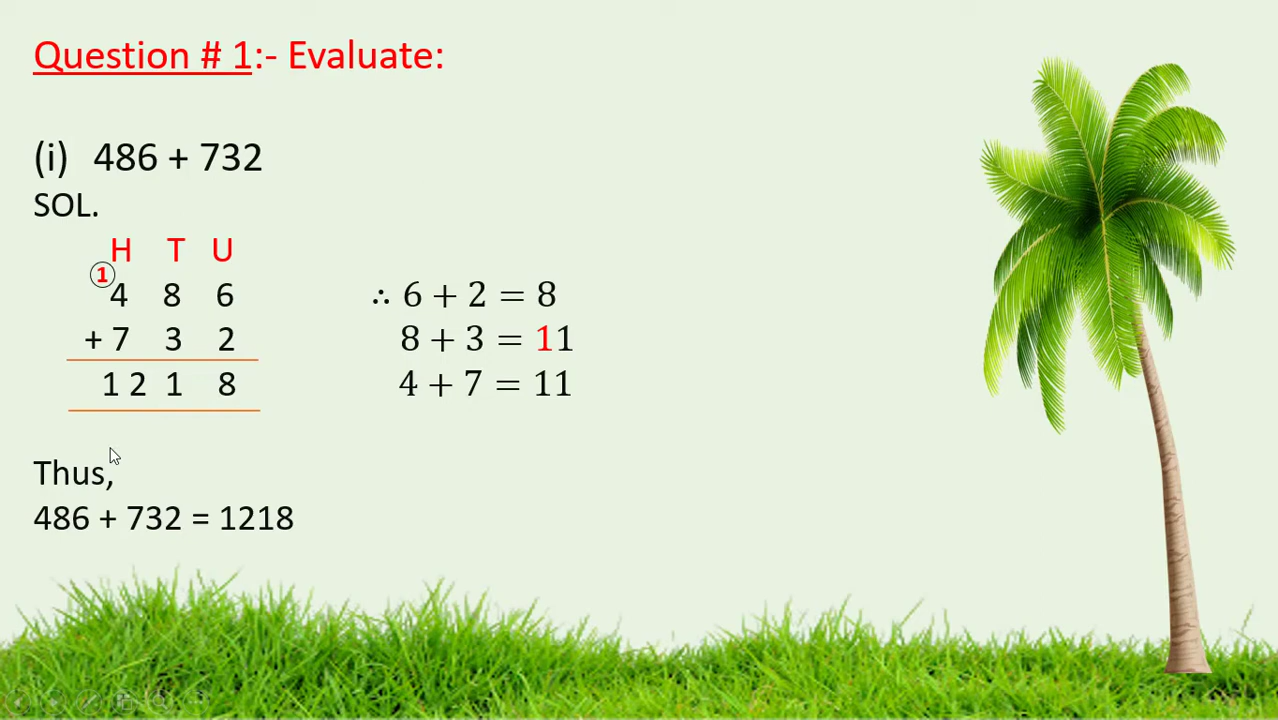 Question # 1:- Evaluate:
(i) 486 + 732
SOL.
H T U
1
4 8 6
+ 7 3 2
1 2 1 8
∴ 6 + 2 = 8
8 + 3 = 11
4 + 7 = 11
Thus,
486 + 732 = 1218